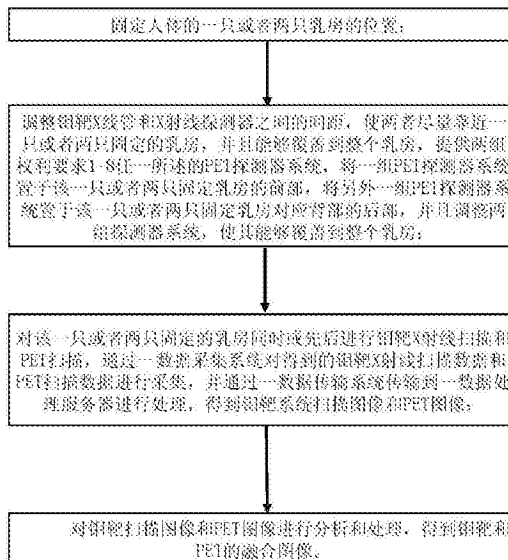 固定人体的一只或者两只乳房的位置;
调整钼靶X线管和X射线探测器之间的间距，使两者尽量靠近一
只或者两只固定的乳房，并且能够覆盖到整个乳房，提供两组
权利要求1-8任一所述的PET探测器系统，将一组PET探测器系统
置于该一只或者两只固定乳房的前部，将另外一组PET探测器系
统置于该一只或者两只固定乳房对应背部的后部，并且调整两
组探测器系统，使其能够覆盖到整个乳房;
对该一只或者两只固定的乳房同时或先后进行钼靶X射线扫描和
PET扫描，通过一数据采集系统对得到的钼靶X射线扫描数据和
PET扫描数据进行采集，并通过一数据传输系统传输到一数据处
理服务器进行处理，得到钼靶系统扫描图像和PET图像;
对钼靶扫描图像和PET图像进行分析和处理，得到钼靶和
PET的融合图像。